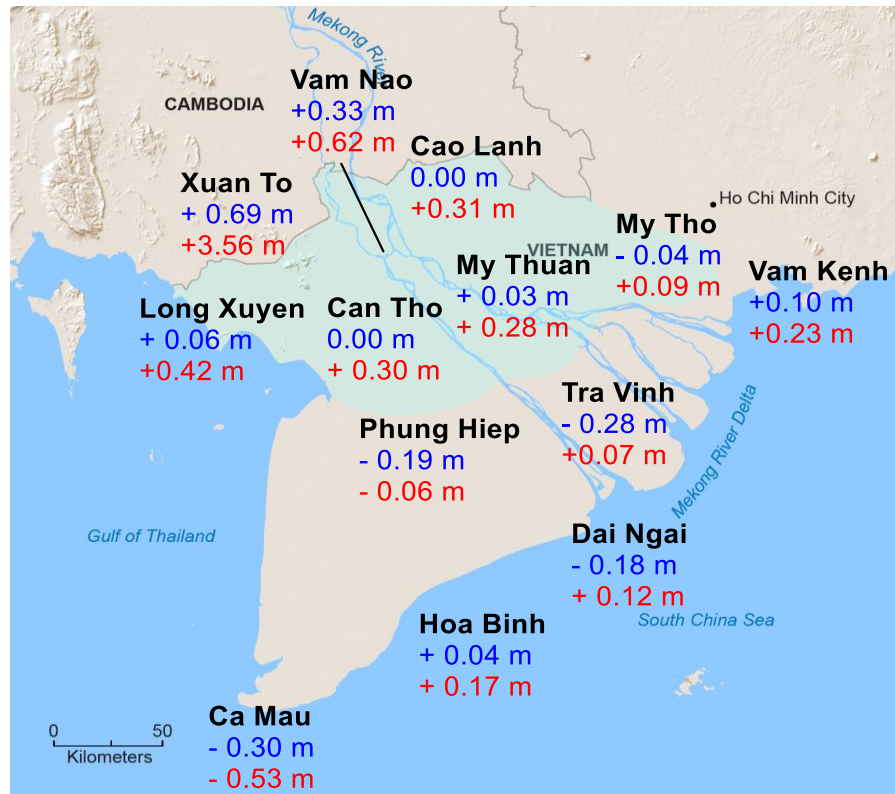 Mekong River
Vam Nao
+0.33 m
+0.62 m
CAMBODIA
Cao Lanh
0.00 m
+0.31 m
Xuan To
+ 0.69 m
+3.56 m
Ho Chi Minh City
My Tho
- 0.04 m
+0.09 m
VIETNAM
My Thuan
+ 0.03 m
+ 0.28 m
Vam Kenh
+0.10 m
+0.23 m
Long Xuyen
+ 0.06 m
+0.42 m
Can Tho
0.00 m
+ 0.30 m
Tra Vinh
- 0.28 m
+0.07 m
Mekong River Delta
Phung Hiep
- 0.19 m
- 0.06 m
Gulf of Thailand
Dai Ngai
- 0.18 m
+ 0.12 m
South China Sea
Hoa Binh
+ 0.04 m
+ 0.17 m
Ca Mau
- 0.30 m
- 0.53 m
0 50
Kilometers